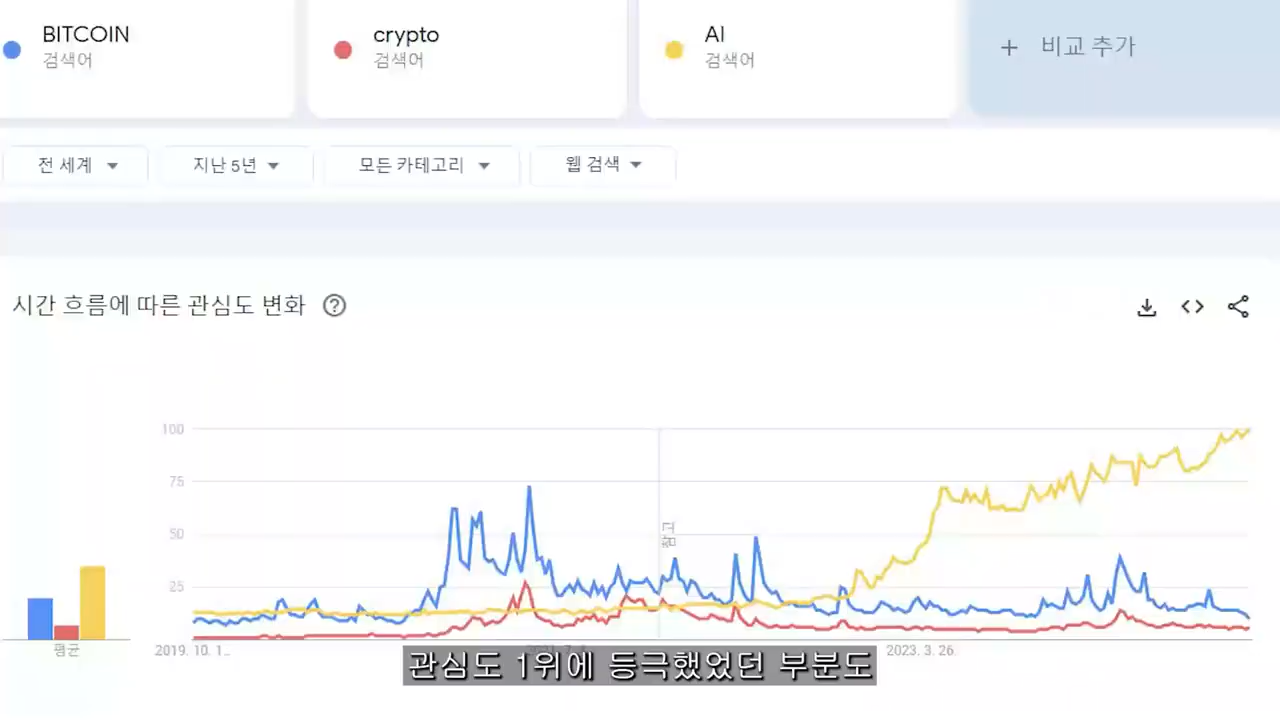 BITCOIN
검색어
crypto
검색어
AI
검색어
+ 비교 추가
전 세계
지난 5년
모든 카테고리
웹 검색
시간 흐름에 따른 관심도 변화
100
75
50
25
참고
평균
2019. 10. 1...
2023. 3. 26.
관심도 1위에 등극했었던 부분도